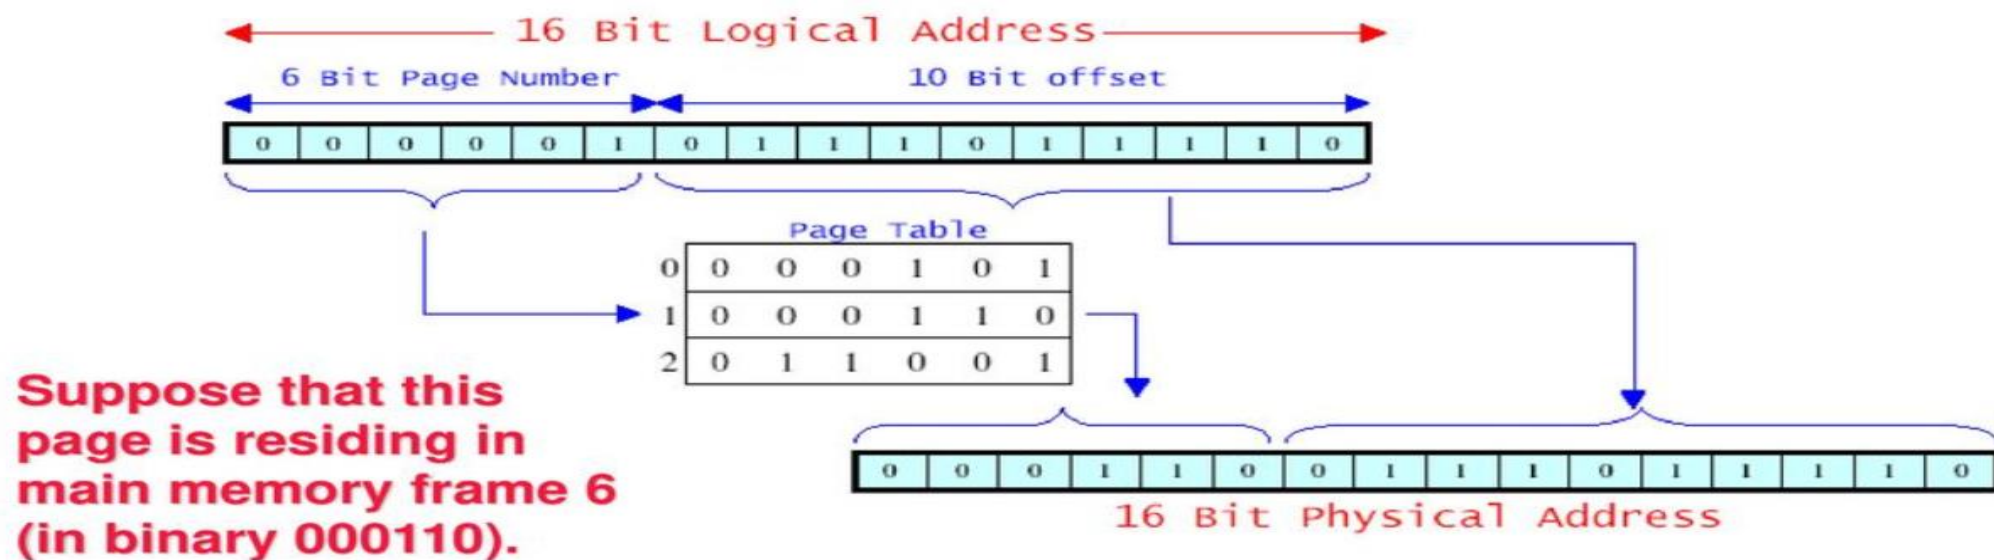 16 Bit Logical Address
6 Bit Page Number 10 Bit offset
0 0 0 0 0 1 0 1 1 1 0 1 1 1 1 0
Page Table
0 0 0 0 1 0 1
1 0 0 0 1 1 0
2 0 1 1 0 0 1
Suppose that this
page is residing in
main memory frame 6
(in binary 000110).
0 0 0 1 1 0 0 1 1 1 0 1 1 1 1 0
16 Bit Physical Address